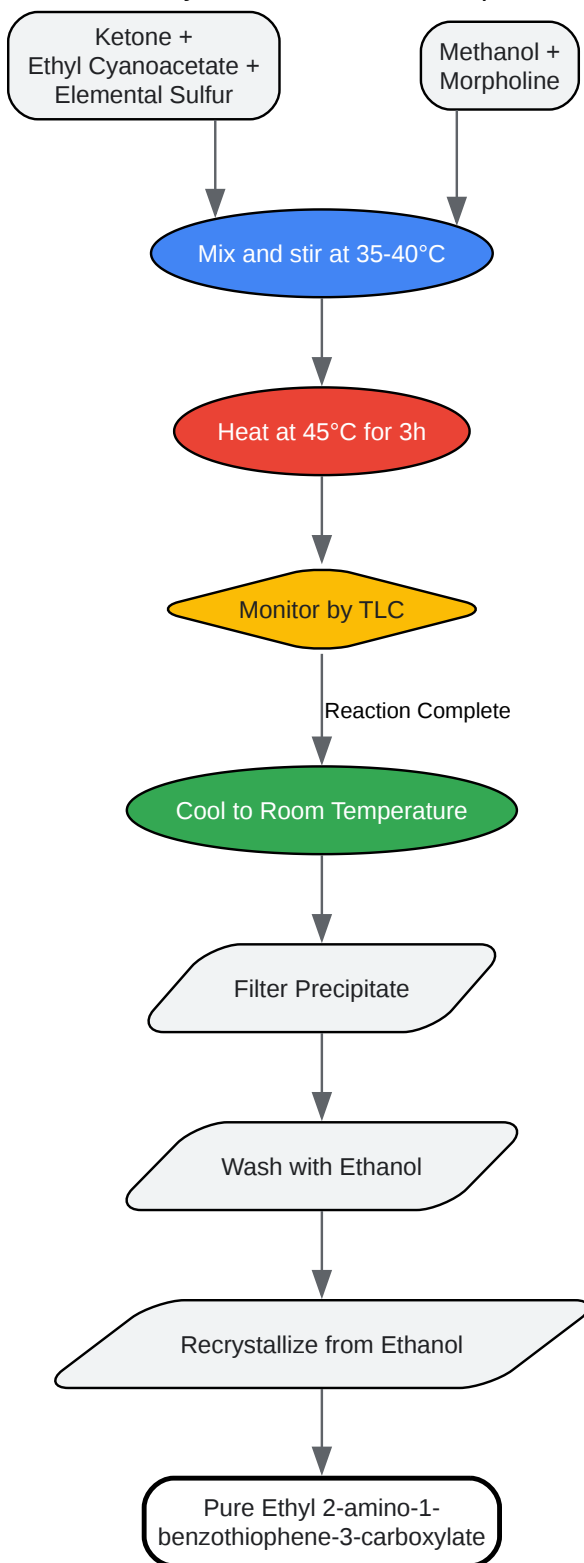 Ketone +
Ethyl Cyanoacetate +
Elemental Sulfur
Methanol +
Morpholine
Mix and stir at 35-40°C
Heat at 45°C for 3h
Monitor by TLC
Reaction Complete
Cool to Room Temperature
Filter Precipitate
Wash with Ethanol
Recrystallize from Ethanol
Pure Ethyl 2-amino-1-
benzothiophene-3-carboxylate